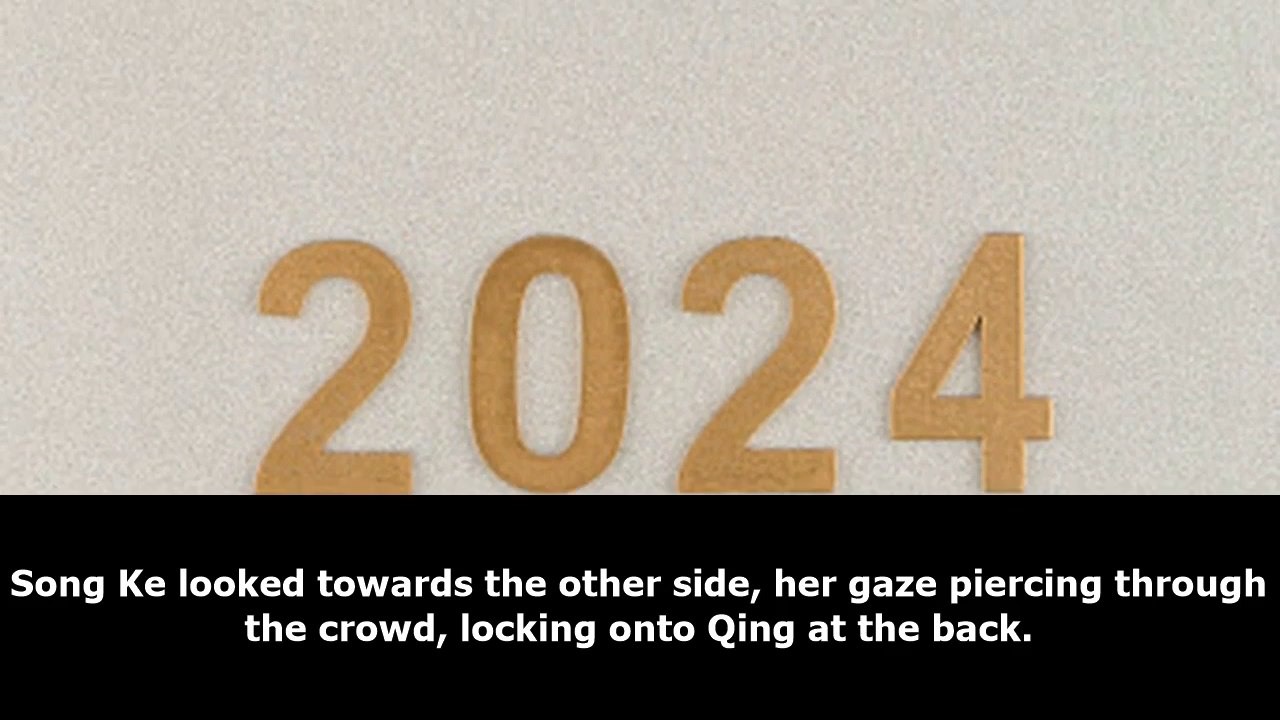 2024
Song Ke looked towards the other side, her gaze piercing through
the crowd, locking onto Qing at the back.